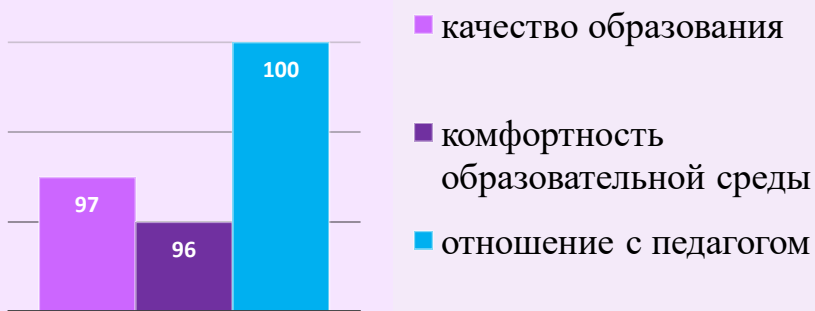 качество образования
100
комфортность
образовательной среды
97
96
отношение с педагогом